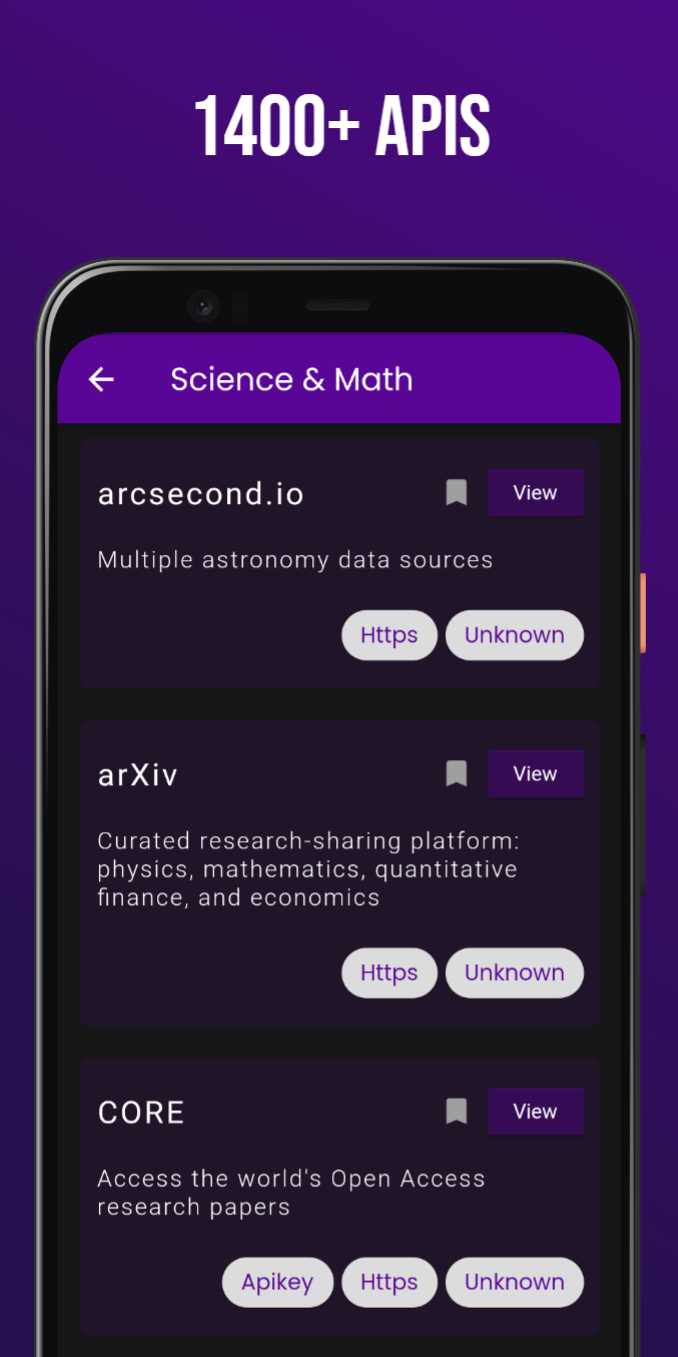 1400+ APIS
Science & Math
arcsecond.io
View
Multiple astronomy data sources
Https
Unknown
arXiv
View
Curated research-sharing platform:
physics, mathematics, quantitative
finance, and economics
Https
Unknown
CORE
View
Access the world's Open Access
research papers
Apikey
Https
Unknown